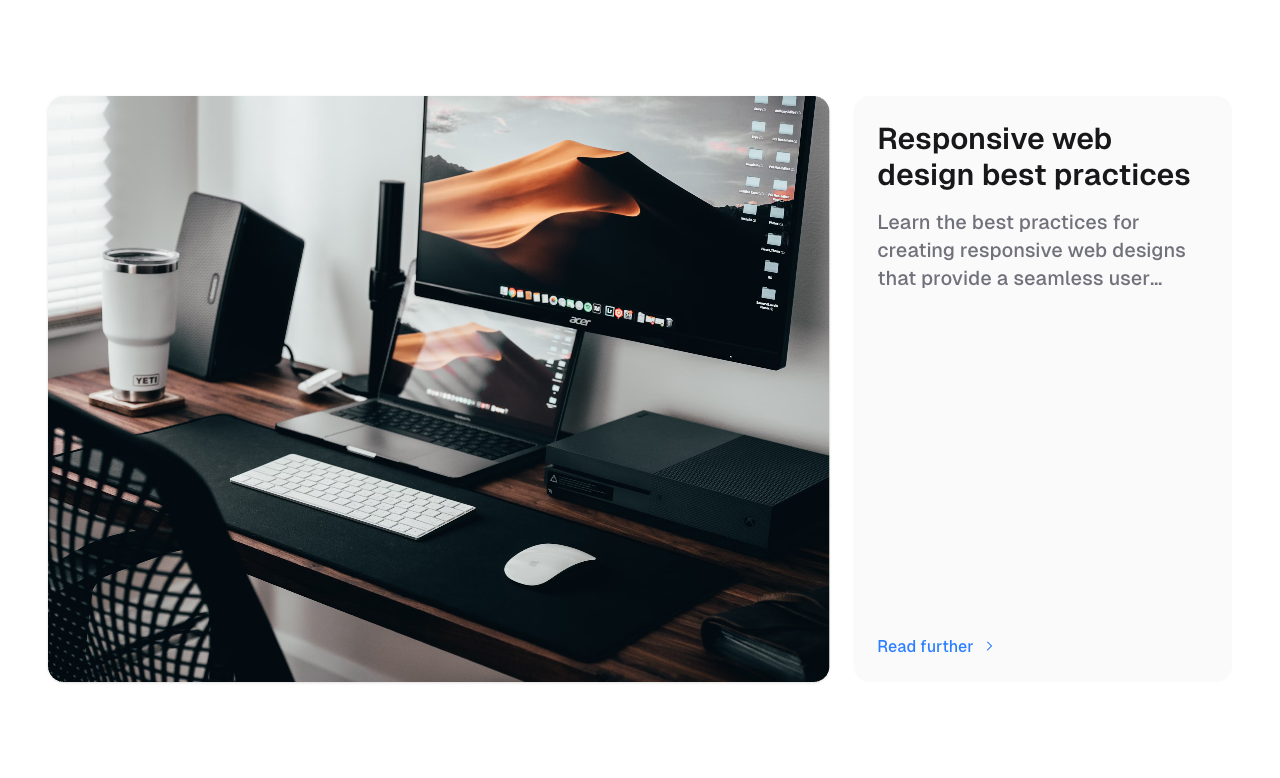 Responsive web
design best practices
Learn the best practices for
creating responsive web designs
that provide a seamless user...
Read further
acer
YETI